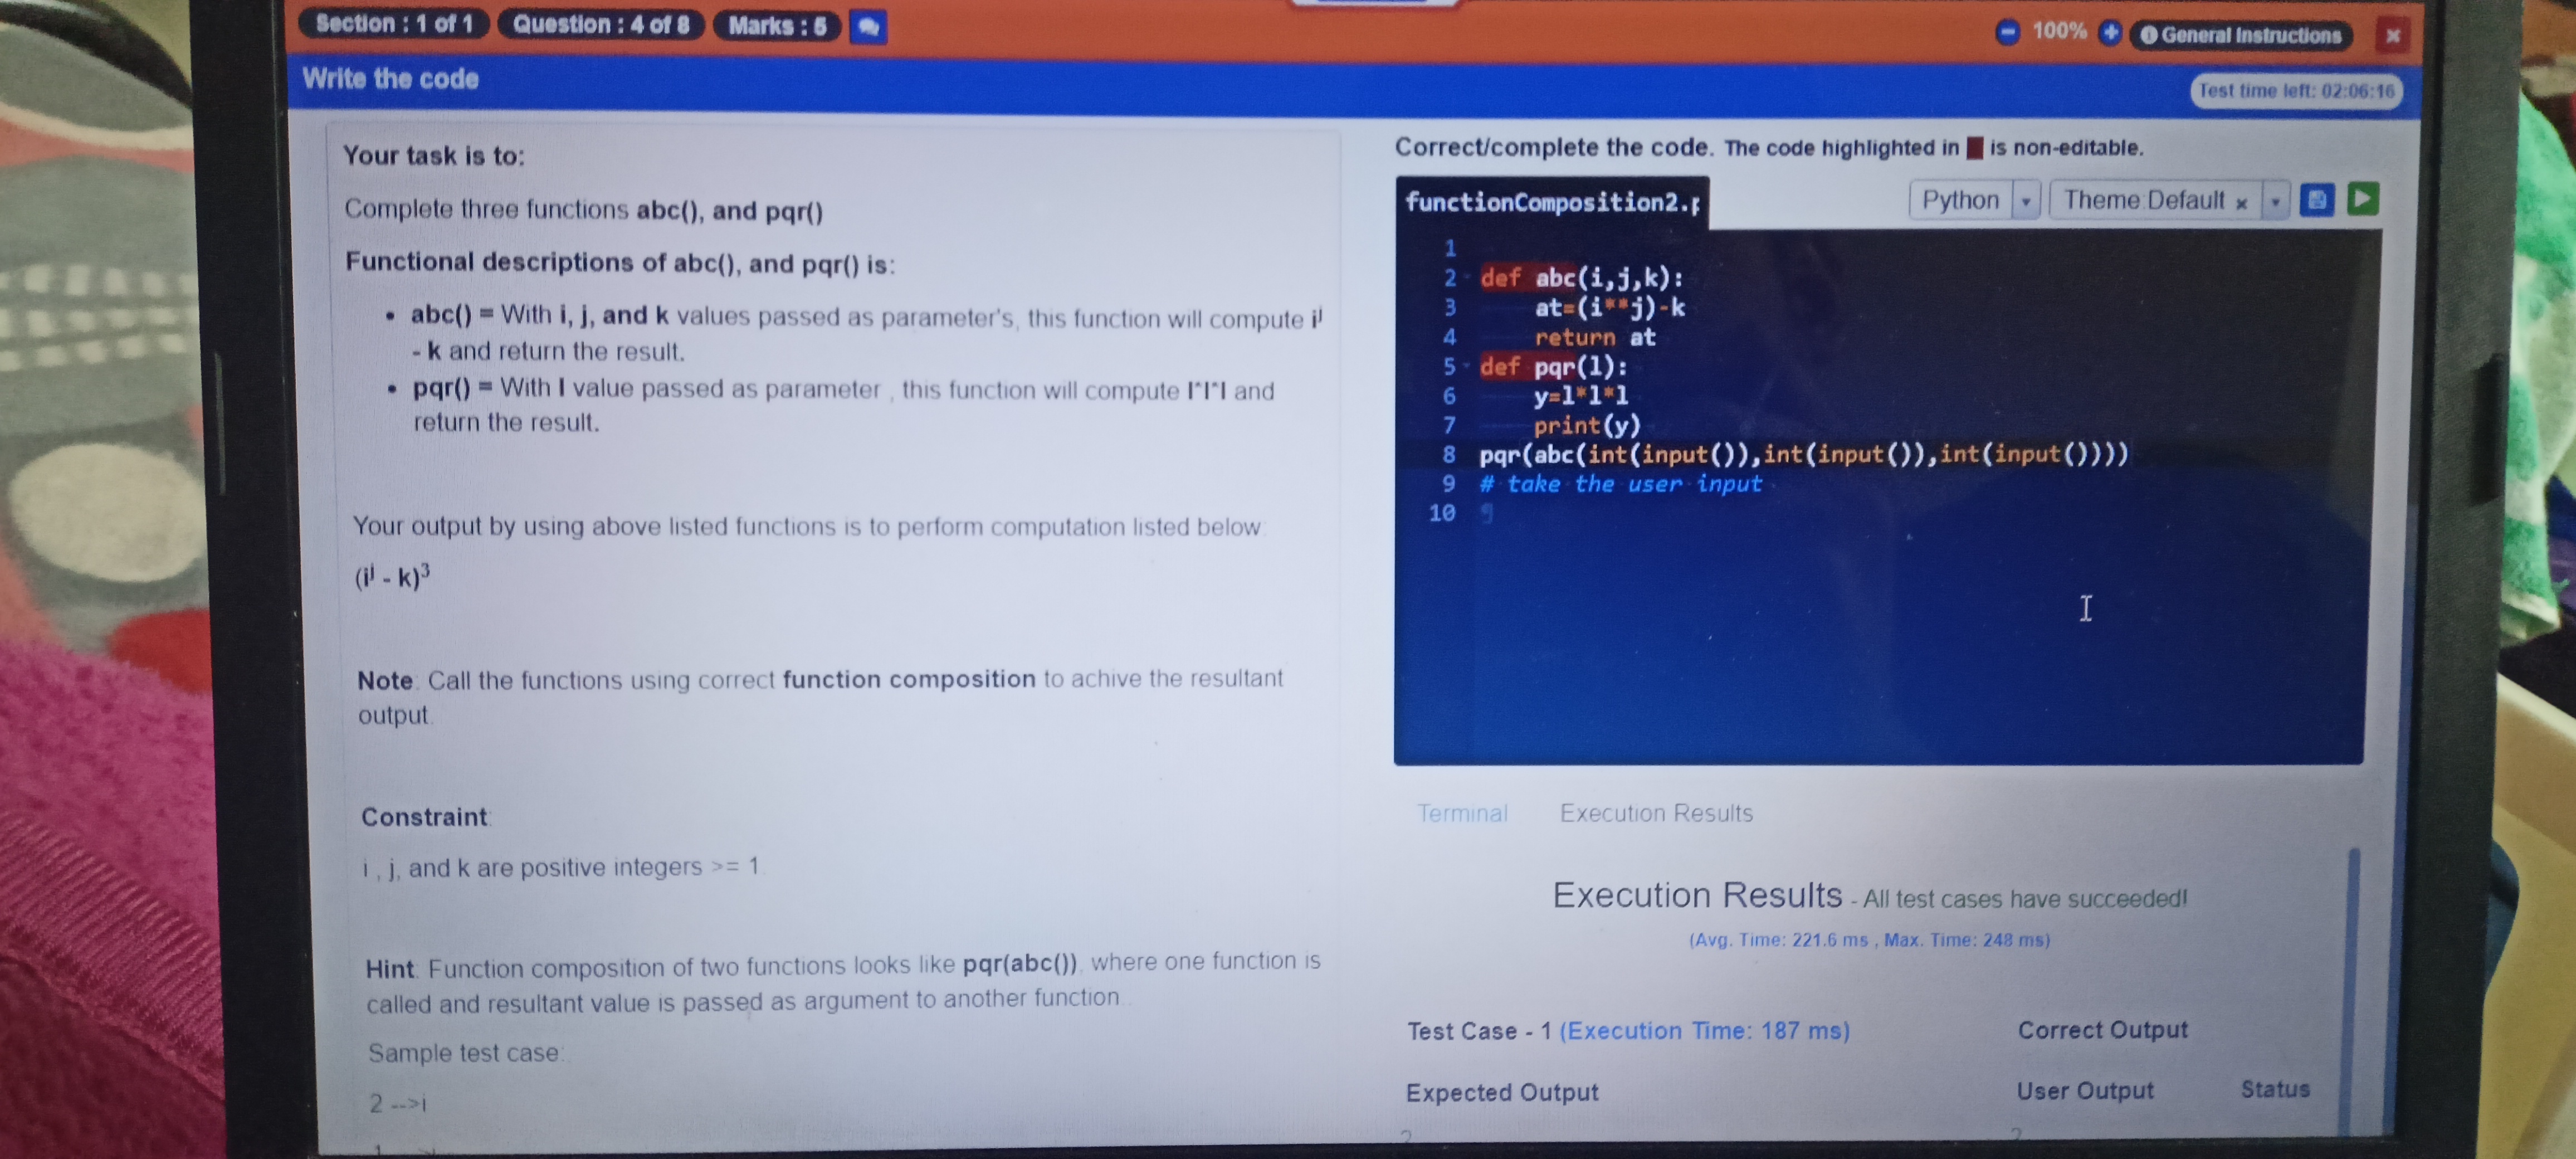 Section : 1 of 1 Question : 4 of 8 Marks : 5
100% General Instructions
Write the code
Test time left: 02:06:16
Your task is to:
Complete three functions abc(), and pqr()
Functional descriptions of abc(), and pqr() is:
• abc() = With i, j, and k values passed as parameter's, this function will compute i^j
- k and return the result.
• pqr() = With l value passed as parameter , this function will compute l*l*l and
return the result.
Your output by using above listed functions is to perform computation listed below:
(i^j - k)^3
Note: Call the functions using correct function composition to achive the resultant
output.
Constraint:
i , j, and k are positive integers >= 1
Hint: Function composition of two functions looks like pqr(abc()), where one function is
called and resultant value is passed as argument to another function.
Sample test case:
2 -->i
Correct/complete the code. The code highlighted in is non-editable.
functionComposition2.p
Python Theme:Default ×
1
2 def abc(i,j,k):
3 at=(i**j)-k
4 return at
5 def pqr(l):
6 y=l*l*l
7 print(y)
8 pqr(abc(int(input()),int(input()),int(input())))
9 # take the user input
10
Terminal Execution Results
Execution Results - All test cases have succeeded!
(Avg. Time: 221.6 ms , Max. Time: 248 ms)
Test Case - 1 (Execution Time: 187 ms) Correct Output
Expected Output User Output Status